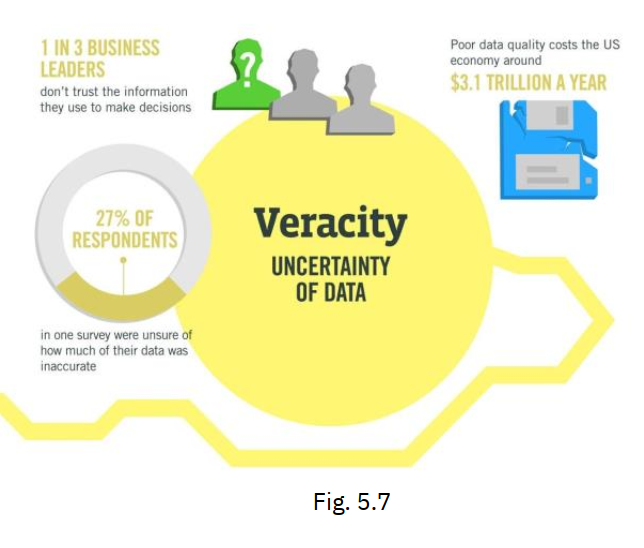 1 IN 3 BUSINESS
LEADERS
don't trust the information
they use to make decisions
?
Poor data quality costs the US
economy around
$3.1 TRILLION A YEAR
27% OF
RESPONDENTS
in one survey were unsure of
how much of their data was
inaccurate
Veracity
UNCERTAINTY
OF DATA
Fig. 5.7